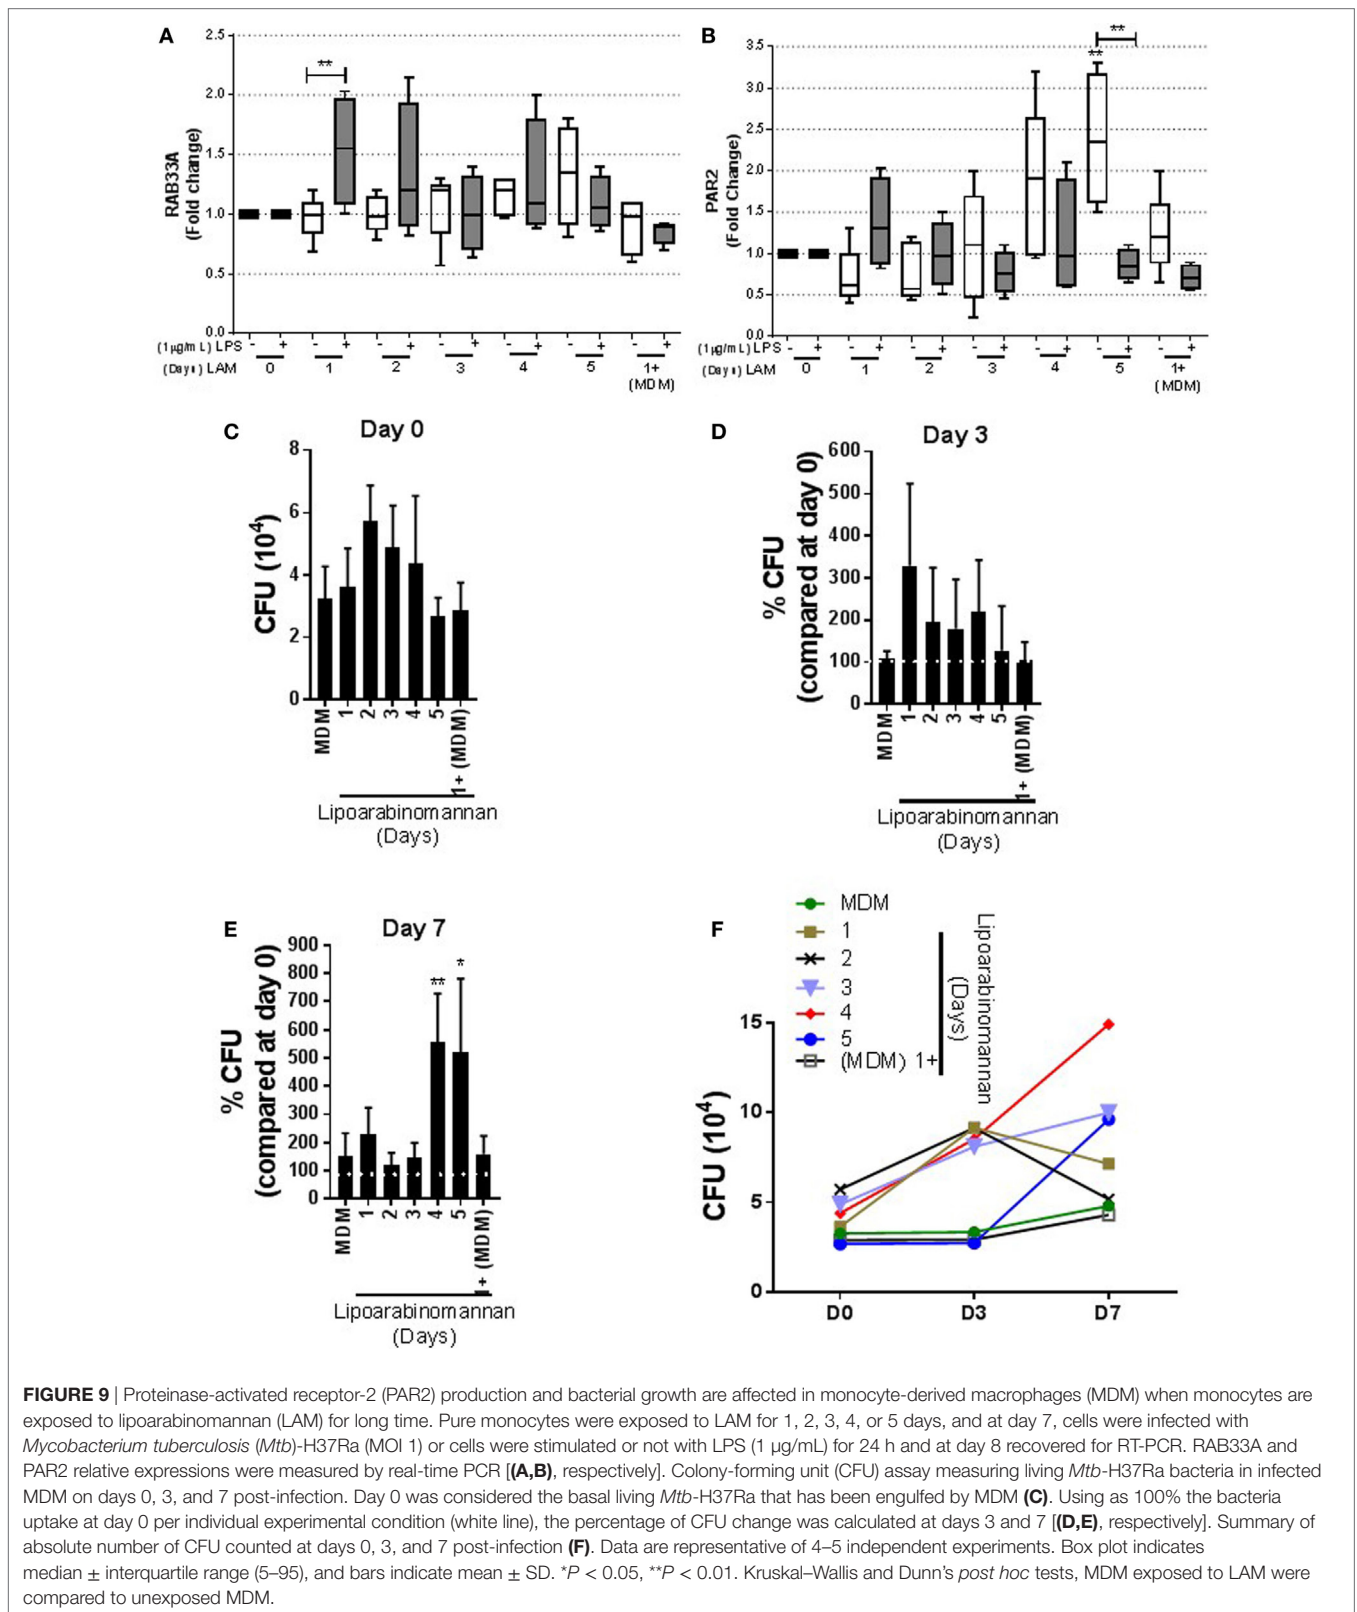 A
2.5
2.0
1.5
1.0
0.5
0.0
RAB33A
(Fold change)
**
(1µg/mL) LPS - + - + - + - + - + - + - +
(Days) LAM 0 1 2 3 4 5 1+
(MDM)
B
3.5
3.0
2.5
2.0
1.5
1.0
0.5
0.0
PAR2
(Fold Change)
**
**
(1µg/mL) LPS - + - + - + - + - + - + - +
(Days) LAM 0 1 2 3 4 5 1+
(MDM)
C
Day 0
8
6
4
2
0
CFU (10⁴)
MDM 1 2 3 4 5 1+ (MDM)
Lipoarabinomannan
(Days)
D
Day 3
600
500
400
300
200
100
0
% CFU
(compared at day 0)
MDM 1 2 3 4 5 1+ (MDM)
Lipoarabinomannan
(Days)
E
Day 7
900
800
700
600
500
400
300
200
100
0
% CFU
(compared at day 0)
** *
MDM 1 2 3 4 5 1+ (MDM)
Lipoarabinomannan
(Days)
F
MDM
1
2
3
4
5
(MDM) 1+
Lipoarabinomannan
(Days)
15
10
5
0
CFU (10⁴)
D0 D3 D7
FIGURE 9 | Proteinase-activated receptor-2 (PAR2) production and bacterial growth are affected in monocyte-derived macrophages (MDM) when monocytes are
exposed to lipoarabinomannan (LAM) for long time. Pure monocytes were exposed to LAM for 1, 2, 3, 4, or 5 days, and at day 7, cells were infected with
Mycobacterium tuberculosis (Mtb)-H37Ra (MOI 1) or cells were stimulated or not with LPS (1 µg/mL) for 24 h and at day 8 recovered for RT-PCR. RAB33A and
PAR2 relative expressions were measured by real-time PCR [(A,B), respectively]. Colony-forming unit (CFU) assay measuring living Mtb-H37Ra bacteria in infected
MDM on days 0, 3, and 7 post-infection. Day 0 was considered the basal living Mtb-H37Ra that has been engulfed by MDM (C). Using as 100% the bacteria
uptake at day 0 per individual experimental condition (white line), the percentage of CFU change was calculated at days 3 and 7 [(D,E), respectively]. Summary of
absolute number of CFU counted at days 0, 3, and 7 post-infection (F). Data are representative of 4–5 independent experiments. Box plot indicates
median ± interquartile range (5–95), and bars indicate mean ± SD. *P < 0.05, **P < 0.01. Kruskal–Wallis and Dunn's post hoc tests, MDM exposed to LAM were
compared to unexposed MDM.